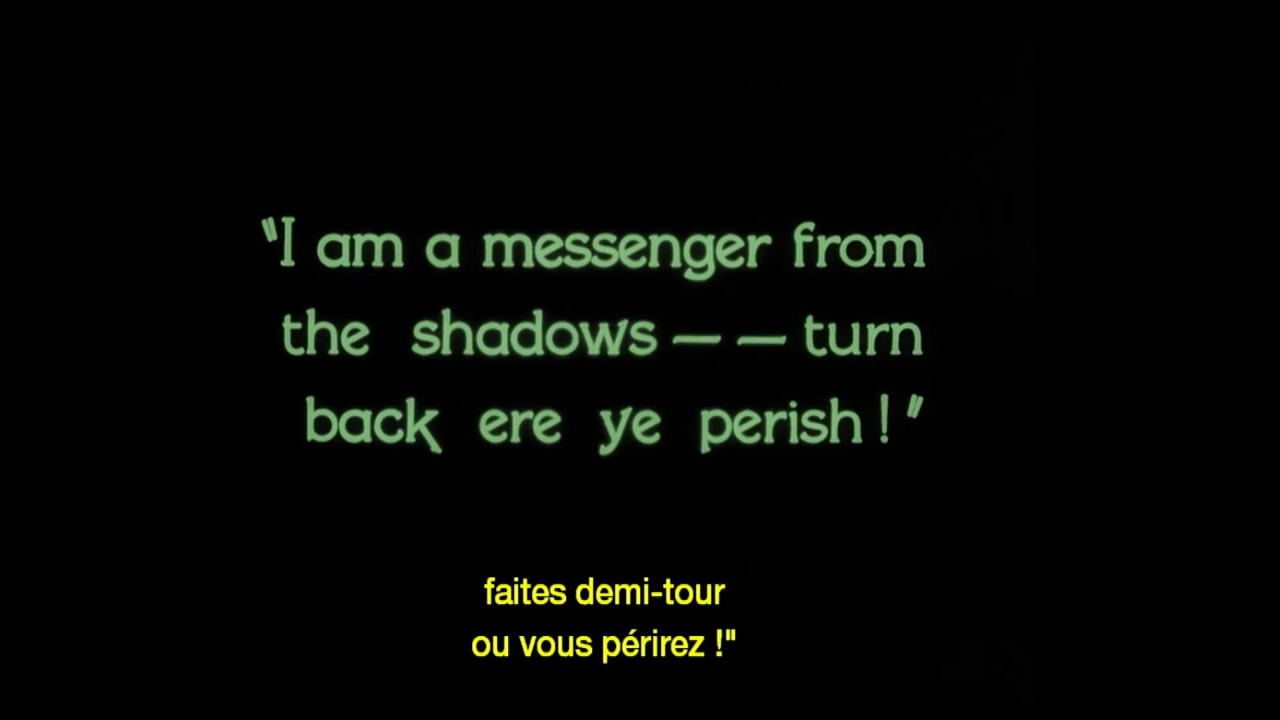 "I am a messenger from
the shadows — — turn
back ere ye perish!"
faites demi-tour
ou vous périrez !"